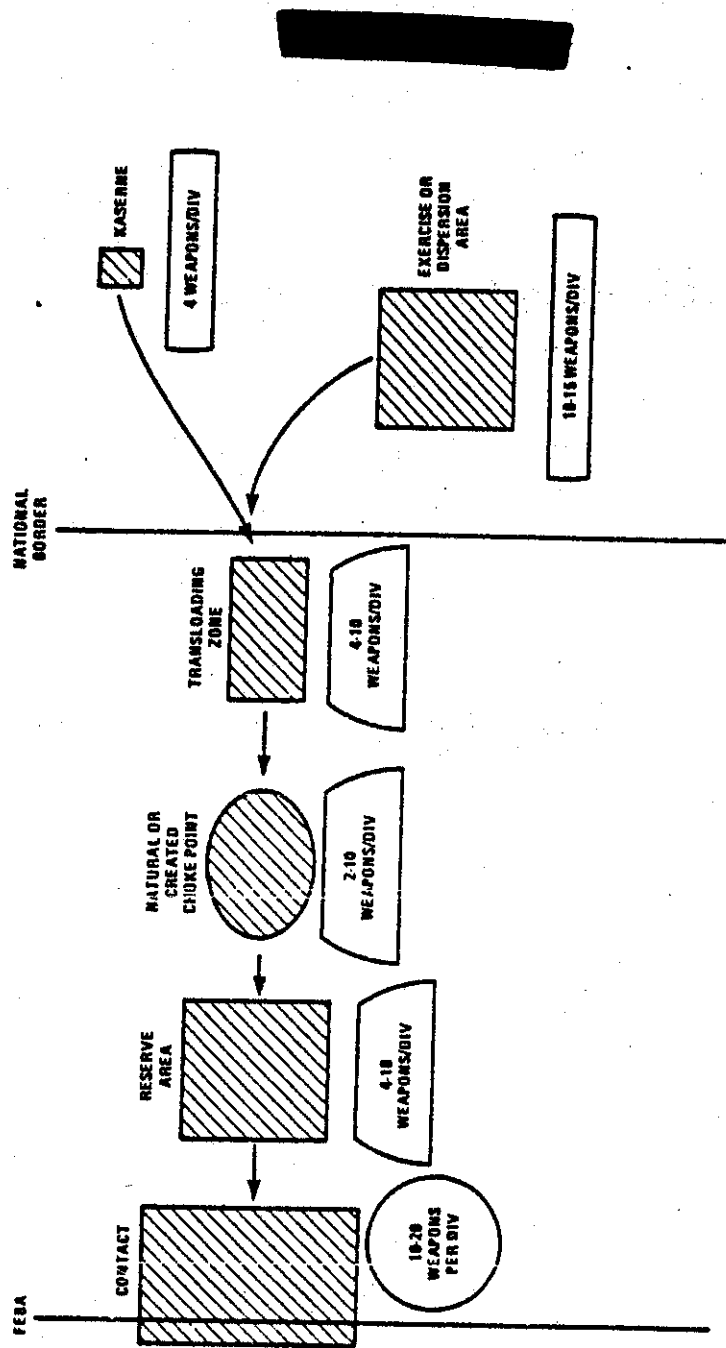 FEBA
NATIONAL
BORDER
CONTACT
RESERVE
AREA
NATURAL OR
CREATED
CHOKE POINT
TRANSLOADING
ZONE
KASERNE
10-20
WEAPONS
PER DIV
4-10
WEAPONS/DIV
2-10
WEAPONS/DIV
4-10
WEAPONS/DIV
4 WEAPONS/DIV
EXERCISE OR
DISPERSION
AREA
10-15 WEAPONS/DIV